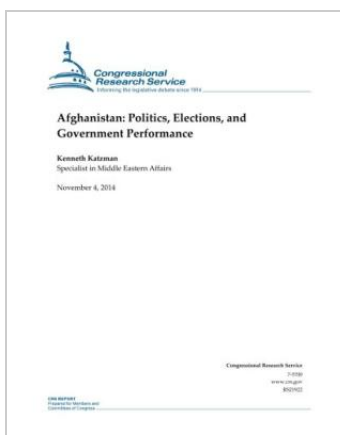 Congressional
Research Service
Informing the legislative debate since 1914
Afghanistan: Politics, Elections, and
Government Performance
Kenneth Katzman
Specialist in Middle Eastern Affairs
November 4, 2014
Congressional Research Service
7-5700
www.crs.gov
RS21922
CRS REPORT
Prepared for Members and
Committees of Congress